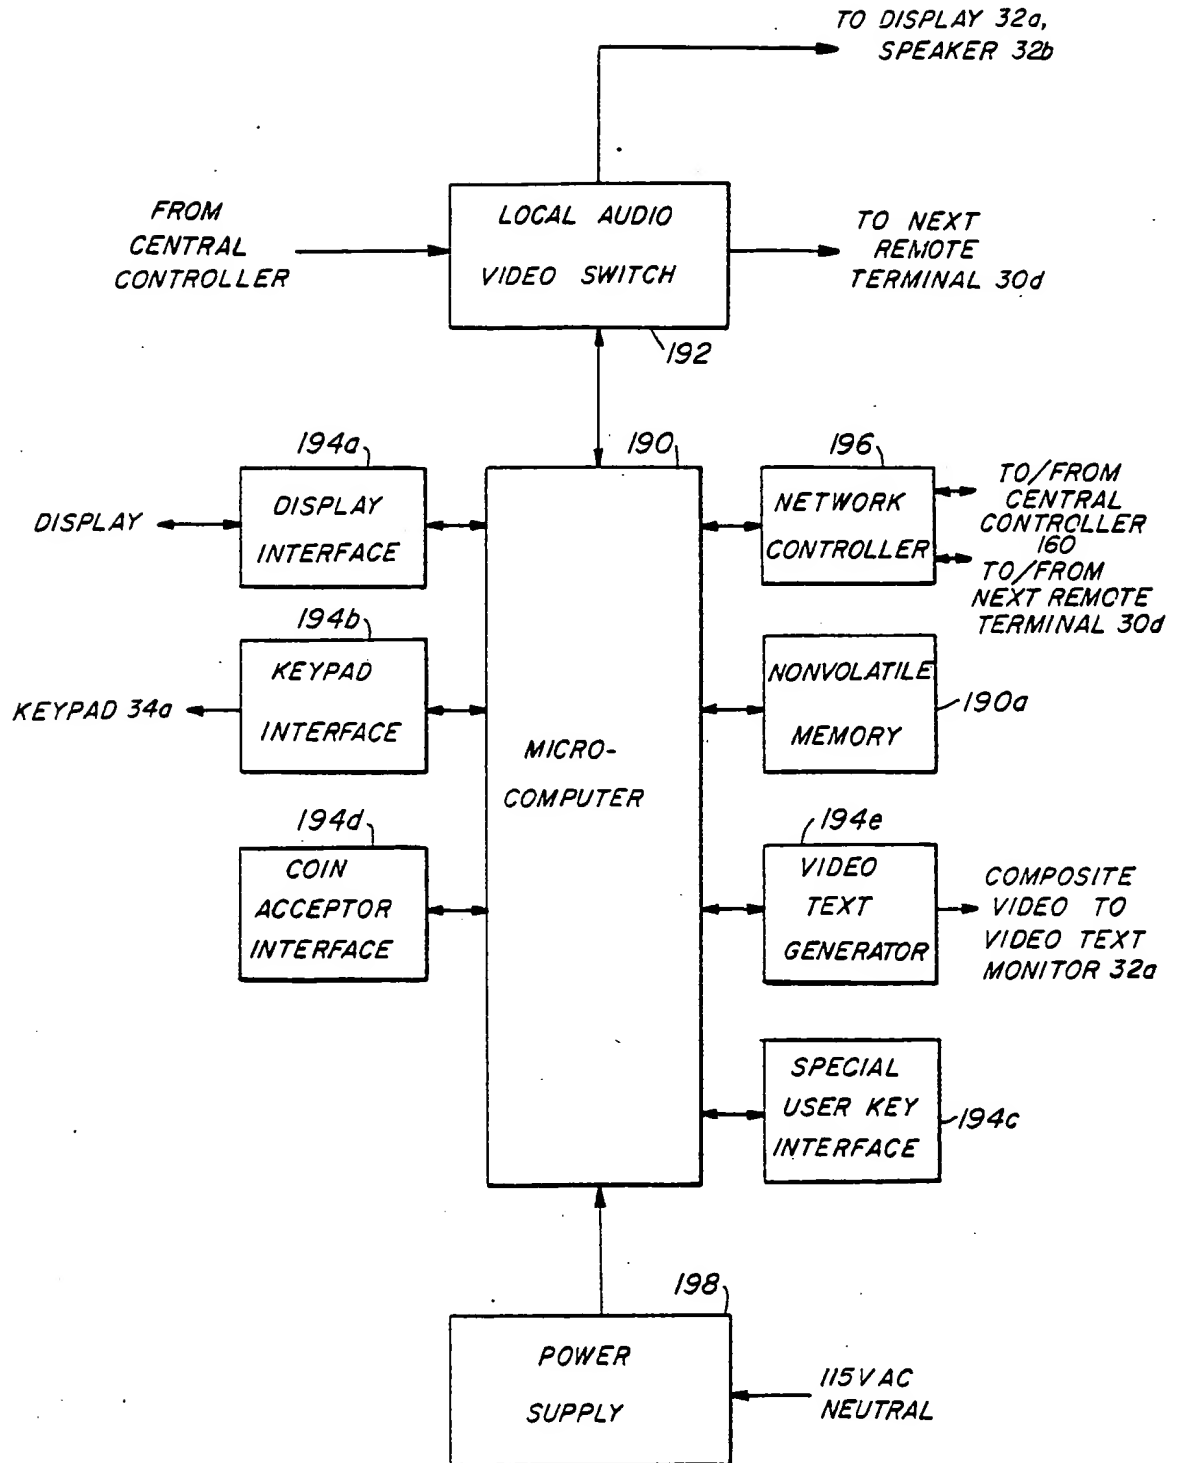 TO DISPLAY 32a,
SPEAKER 32b
FROM
CENTRAL
CONTROLLER
LOCAL AUDIO
VIDEO SWITCH
TO NEXT
REMOTE
TERMINAL 30d
192
194a
190
196
DISPLAY
DISPLAY
INTERFACE
NETWORK
CONTROLLER
TO/FROM
CENTRAL
CONTROLLER
160
TO/FROM
NEXT REMOTE
TERMINAL 30d
194b
KEYPAD 34a
KEYPAD
INTERFACE
MICRO-
COMPUTER
NONVOLATILE
MEMORY
190a
194d
COIN
ACCEPTOR
INTERFACE
194e
VIDEO
TEXT
GENERATOR
COMPOSITE
VIDEO TO
VIDEO TEXT
MONITOR 32a
SPECIAL
USER KEY
INTERFACE
194c
198
POWER
SUPPLY
115VAC
NEUTRAL